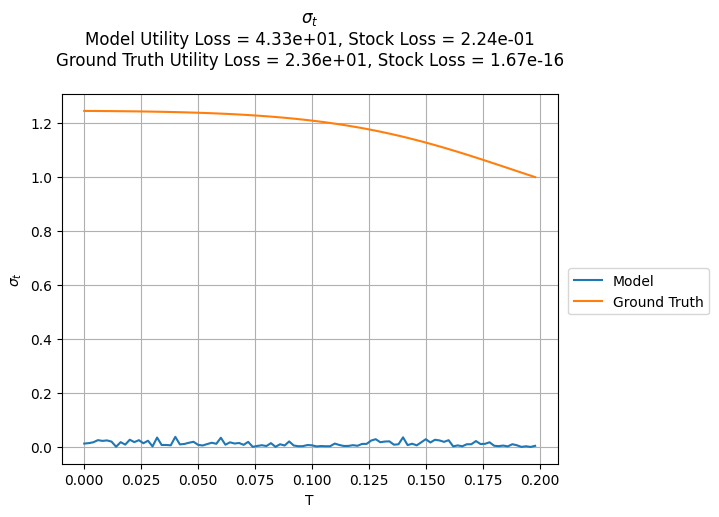 σₜ
Model Utility Loss = 4.33e+01, Stock Loss = 2.24e-01
Ground Truth Utility Loss = 2.36e+01, Stock Loss = 1.67e-16
1.2
1.0
0.8
0.6
0.4
0.2
0.0
σₜ
0.000 0.025 0.050 0.075 0.100 0.125 0.150 0.175 0.200
T
Model
Ground Truth